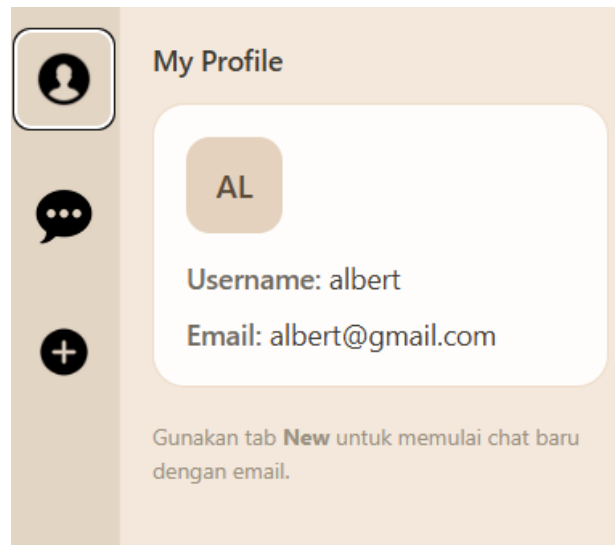 My Profile
AL
Username: albert
Email: albert@gmail.com
Gunakan tab New untuk memulai chat baru
dengan email.